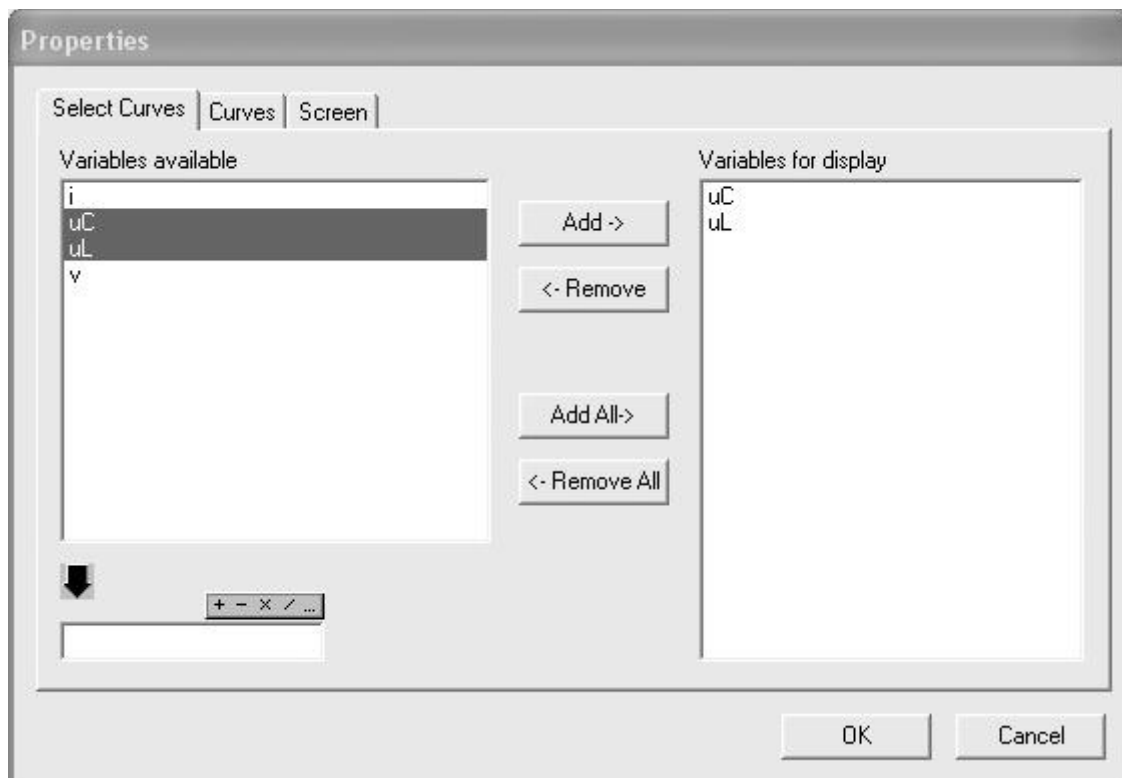 Properties
Select Curves
Curves
Screen
Variables available
i
uC
uL
v
Add ->
<- Remove
Add All->
<- Remove All
+ - × / ...
Variables for display
uC
uL
OK
Cancel